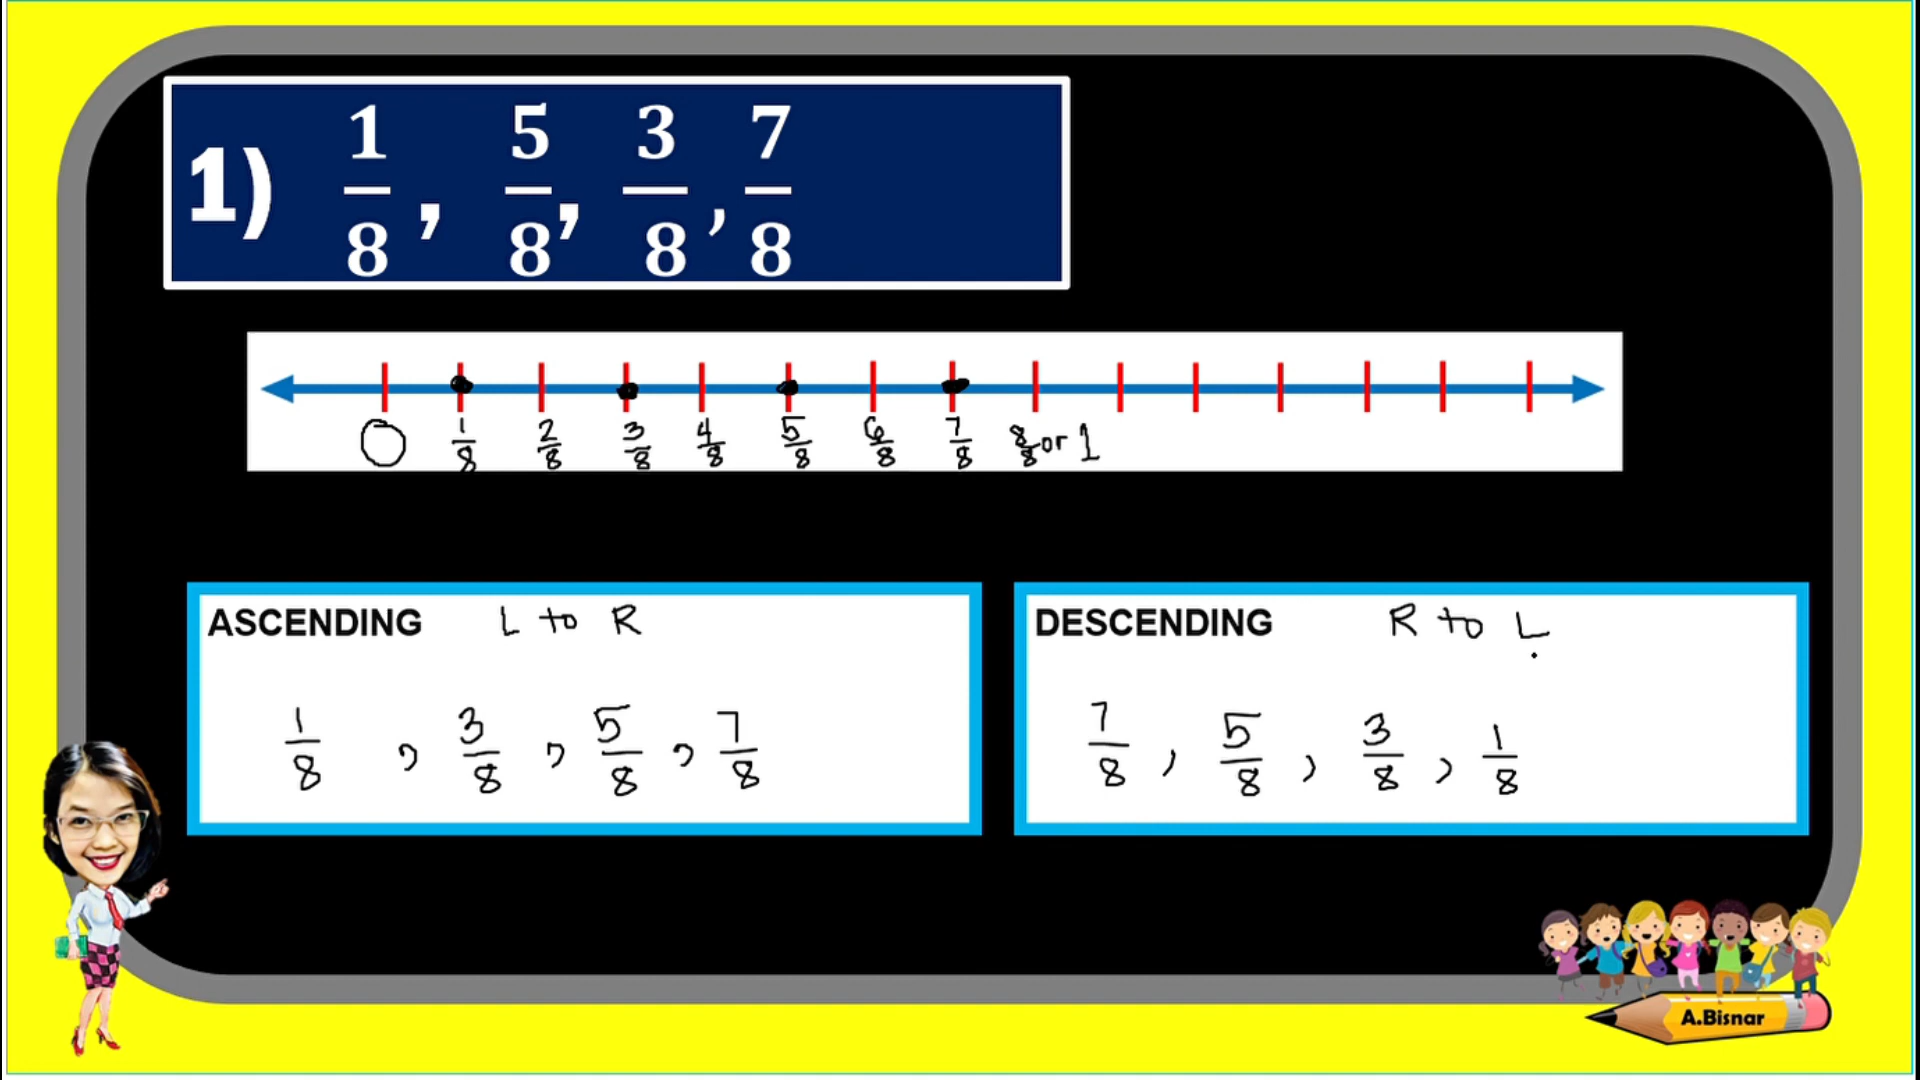 1) 1/8, 5/8, 3/8, 7/8
0 1/8 2/8 3/8 4/8 5/8 6/8 7/8 8/8 or 1
ASCENDING L to R
1/8, 3/8, 5/8, 7/8
DESCENDING R to L
7/8, 5/8, 3/8, 1/8
A.Bisnar